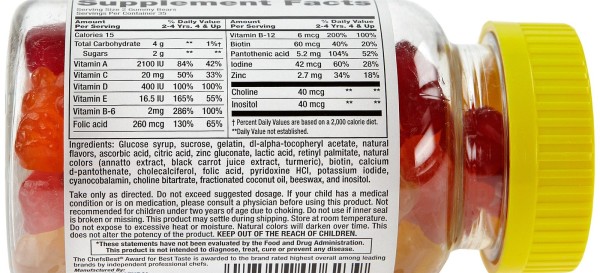 Supplement Facts
Serving Size 2 Gummy Bears
Servings Per Container 35
Amount Per Serving % Daily Value 2-4 Yrs. 4 & Up
Calories 15
Total Carbohydrate 4 g ** 1%†
Sugars 2 g ** **
Vitamin A 2100 IU 84% 42%
Vitamin C 20 mg 50% 33%
Vitamin D 400 IU 100% 100%
Vitamin E 16.5 IU 165% 55%
Vitamin B-6 2mg 286% 100%
Folic acid 260 mcg 130% 65%
Amount Per Serving % Daily Value 2-4 Yrs. 4 & Up
Vitamin B-12 6 mcg 200% 100%
Biotin 60 mcg 40% 20%
Pantothenic acid 5.2 mg 104% 52%
Iodine 42 mcg 60% 28%
Zinc 2.7 mg 34% 18%
Choline 40 mcg ** **
Inositol 40 mcg ** **
† Percent Daily Values are based on a 2,000 calorie diet.
**Daily Value not established.
Ingredients: Glucose syrup, sucrose, gelatin, dl-alpha-tocopheryl acetate, natural
flavors, ascorbic acid, citric acid, zinc gluconate, lactic acid, retinyl palmitate, natural
colors (annatto extract, black carrot juice extract, turmeric), biotin, calcium
d-pantothenate, cholecalciferol, folic acid, pyridoxine HCl, potassium iodide,
cyanocobalamin, choline bitartrate, fractionated coconut oil, beeswax, and inositol.
Take only as directed. Do not exceed suggested dosage. If your child has a medical
condition or is on medication, please consult a physician before using this product. Not
recommended for children under two years of age due to choking. Do not use if inner seal
is broken or missing. This product may settle during shipping. Store at room temperature.
Do not expose to excessive heat or moisture. Natural colors will darken over time. This
does not alter the potency of the product. KEEP OUT OF THE REACH OF CHILDREN.
*These statements have not been evaluated by the Food and Drug Administration.
This product is not intended to diagnose, treat, cure or prevent any disease.
The ChefsBest® Award for Best Taste is awarded to the brand rated highest overall among leading
brands by independent professional chefs.
Manufactured By: